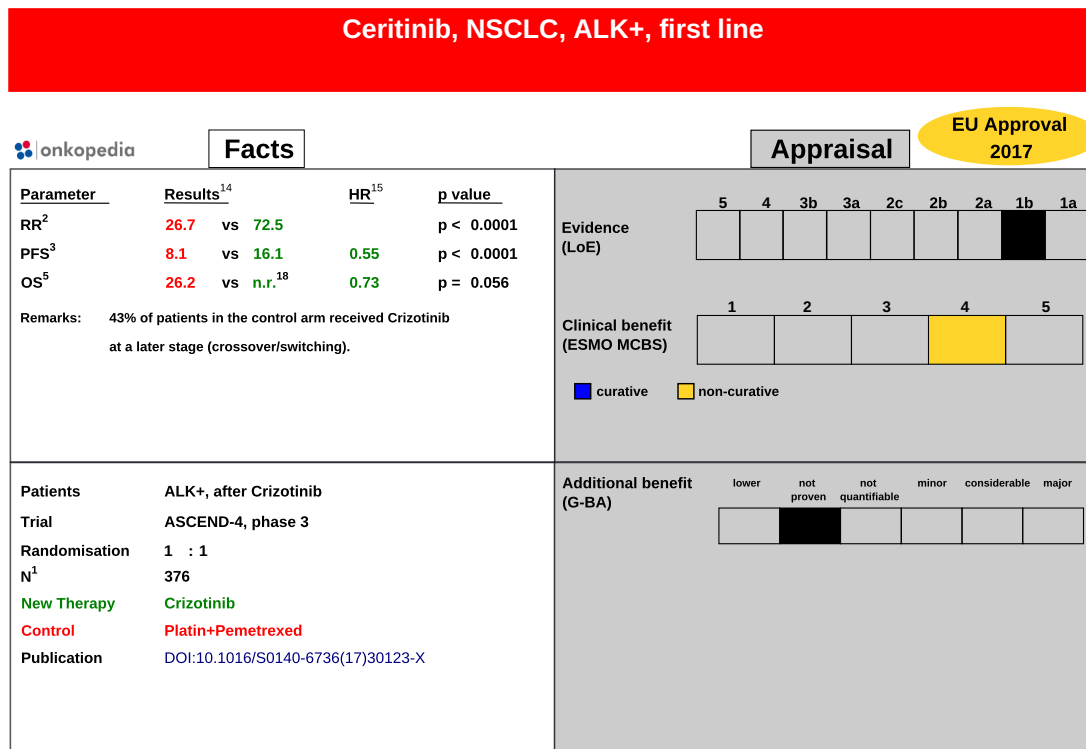 Ceritinib, NSCLC, ALK+, first line
onkopedia
Facts
Appraisal
EU Approval
2017
Parameter Results14 HR15 p value
RR2 26.7 vs 72.5 p < 0.0001
PFS3 8.1 vs 16.1 0.55 p < 0.0001
OS5 26.2 vs n.r.18 0.73 p = 0.056
Remarks: 43% of patients in the control arm received Crizotinib
at a later stage (crossover/switching).
5 4 3b 3a 2c 2b 2a 1b 1a
Evidence
(LoE)
1 2 3 4 5
Clinical benefit
(ESMO MCBS)
curative non-curative
Patients ALK+, after Crizotinib
Trial ASCEND-4, phase 3
Randomisation 1 : 1
N1 376
New Therapy Crizotinib
Control Platin+Pemetrexed
Publication DOI:10.1016/S0140-6736(17)30123-X
Additional benefit
(G-BA)
lower not proven not quantifiable minor considerable major